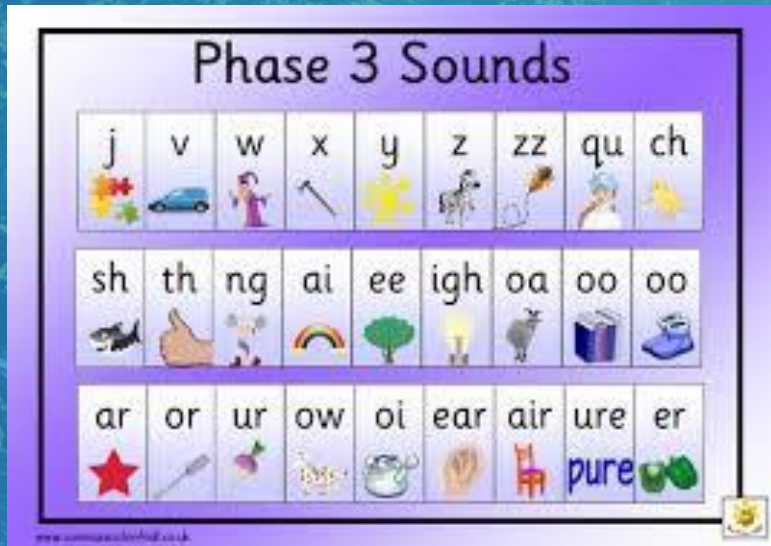 Phase 3 Sounds
j v w x y z zz qu ch
sh th ng ai ee igh oa oo oo
ar or ur ow oi ear air ure er
pure